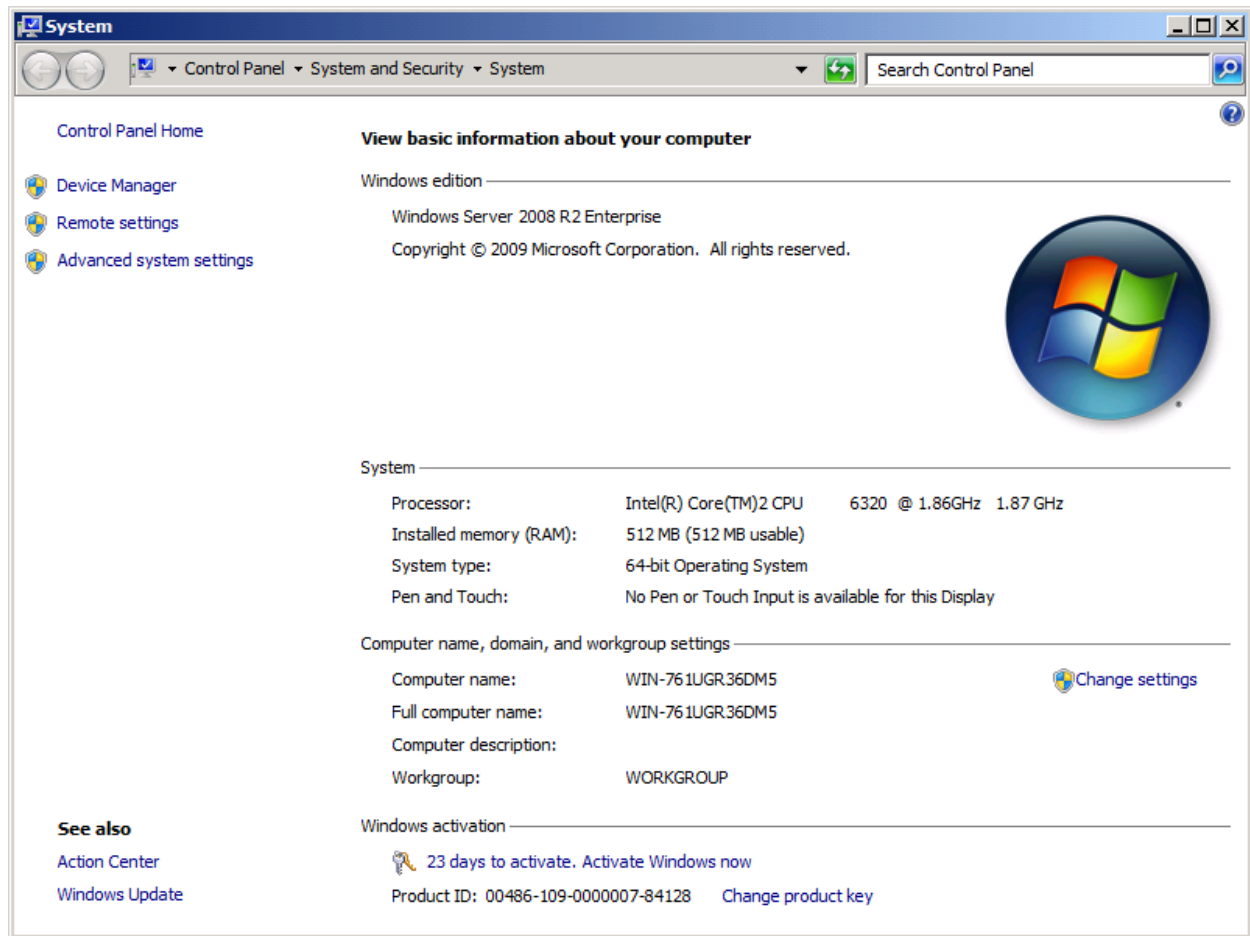 System
Control Panel System and Security System Search Control Panel
Control Panel Home
Device Manager
Remote settings
Advanced system settings
View basic information about your computer
Windows edition
Windows Server 2008 R2 Enterprise
Copyright © 2009 Microsoft Corporation. All rights reserved.
System
Processor: Intel(R) Core(TM)2 CPU 6320 @ 1.86GHz 1.87 GHz
Installed memory (RAM): 512 MB (512 MB usable)
System type: 64-bit Operating System
Pen and Touch: No Pen or Touch Input is available for this Display
Computer name, domain, and workgroup settings
Computer name: WIN-761UGR36DM5 Change settings
Full computer name: WIN-761UGR36DM5
Computer description:
Workgroup: WORKGROUP
Windows activation
23 days to activate. Activate Windows now
Product ID: 00486-109-0000007-84128 Change product key
See also
Action Center
Windows Update